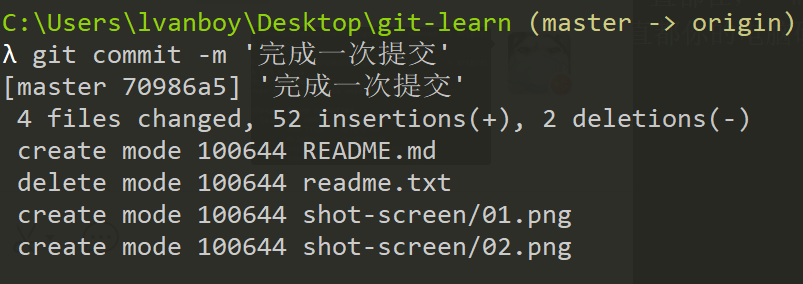 C:\Users\lvanboy\Desktop\git-learn (master -> origin)
λ git commit -m '完成一次提交'
[master 70986a5] '完成一次提交'
4 files changed, 52 insertions(+), 2 deletions(-)
create mode 100644 README.md
delete mode 100644 readme.txt
create mode 100644 shot-screen/01.png
create mode 100644 shot-screen/02.png